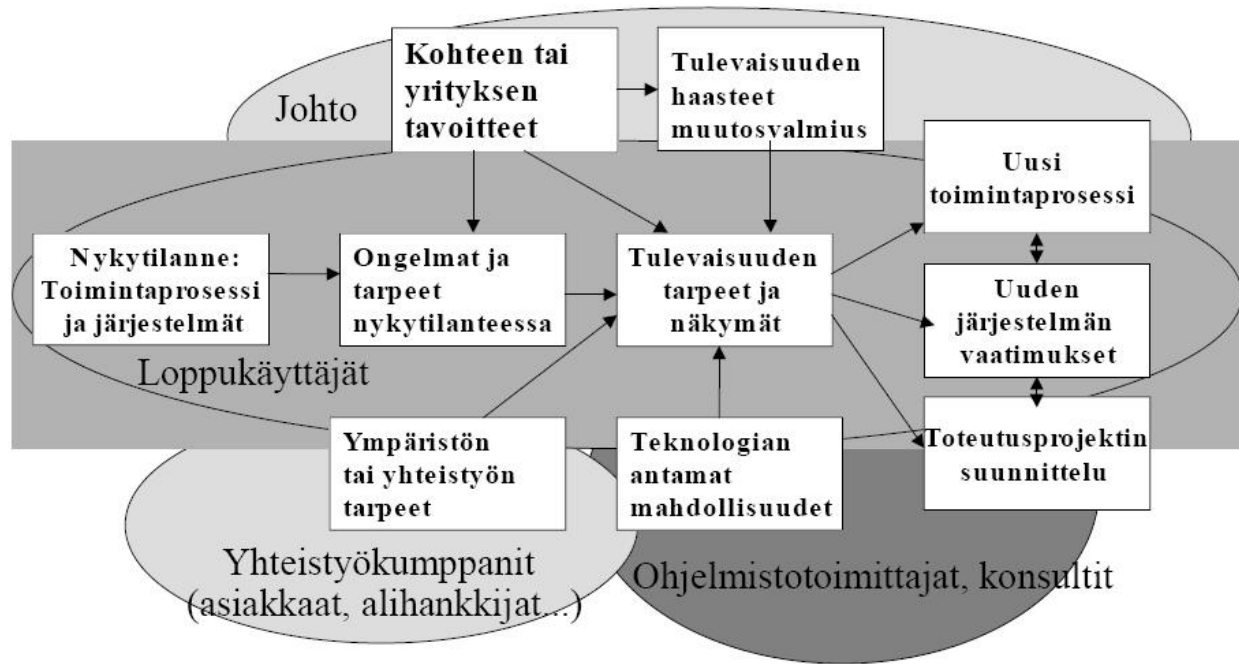 Johto
Kohteen tai
yrityksen
tavoitteet
Tulevaisuuden
haasteet
muutosvalmius
Uusi
toimintaprosessi
Nykytilanne:
Toimintaprosessi
ja järjestelmät
Ongelmat ja
tarpeet
nykytilanteessa
Tulevaisuuden
tarpeet ja
näkymät
Uuden
järjestelmän
vaatimukset
Loppukäyttäjät
Ympäristön
tai yhteistyön
tarpeet
Teknologian
antamat
mahdollisuudet
Toteutusprojektin
suunnittelu
Yhteistyökumppanit
(asiakkaat, alihankkijat...)
Ohjelmistotoimittajat, konsultit